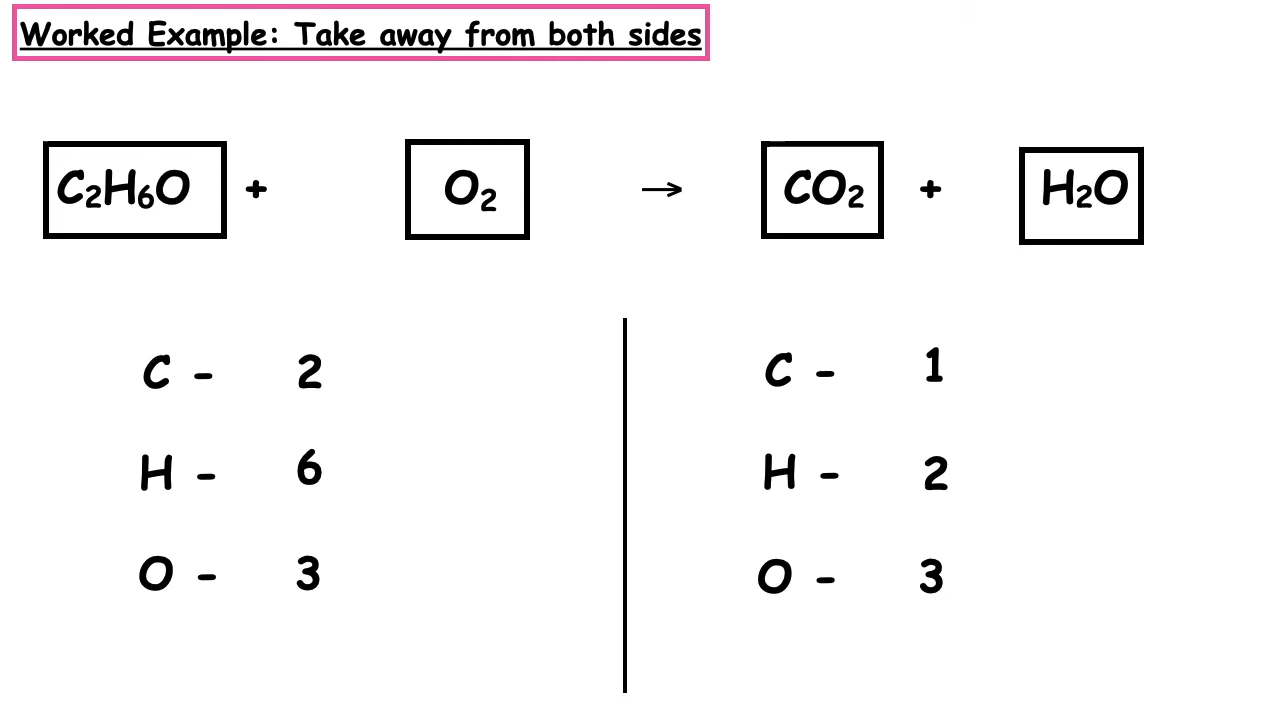 Worked Example: Take away from both sides
C₂H₆O + O₂ → CO₂ + H₂O
C - 2 C - 1
H - 6 H - 2
O - 3 O - 3